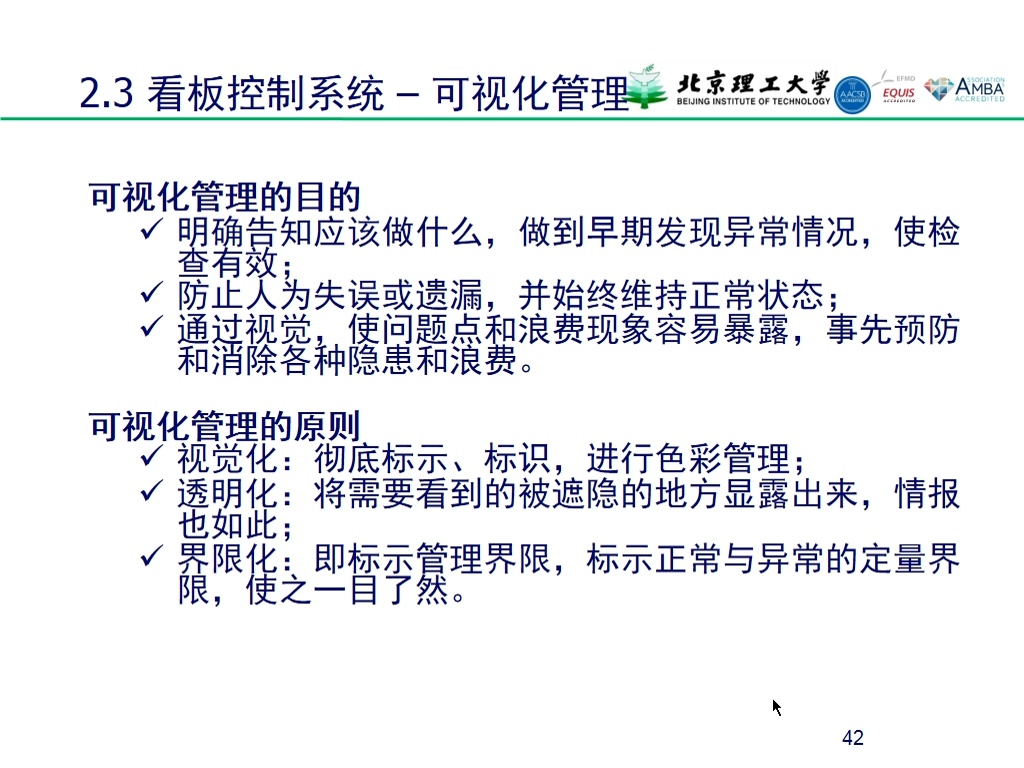 2.3 看板控制系统 – 可视化管理
北京理工大学
BEIJING INSTITUTE OF TECHNOLOGY
AACSB
ACCREDITED
EFMD
EQUIS
ACCREDITED
ASSOCIATION
AMBA
ACCREDITED
可视化管理的目的
✓ 明确告知应该做什么，做到早期发现异常情况，使检
查有效；
✓ 防止人为失误或遗漏，并始终维持正常状态；
✓ 通过视觉，使问题点和浪费现象容易暴露，事先预防
和消除各种隐患和浪费。
可视化管理的原则
✓ 视觉化：彻底标示、标识，进行色彩管理；
✓ 透明化：将需要看到的被遮隐的地方显露出来，情报
也如此；
✓ 界限化：即标示管理界限，标示正常与异常的定量界
限，使之一目了然。
42